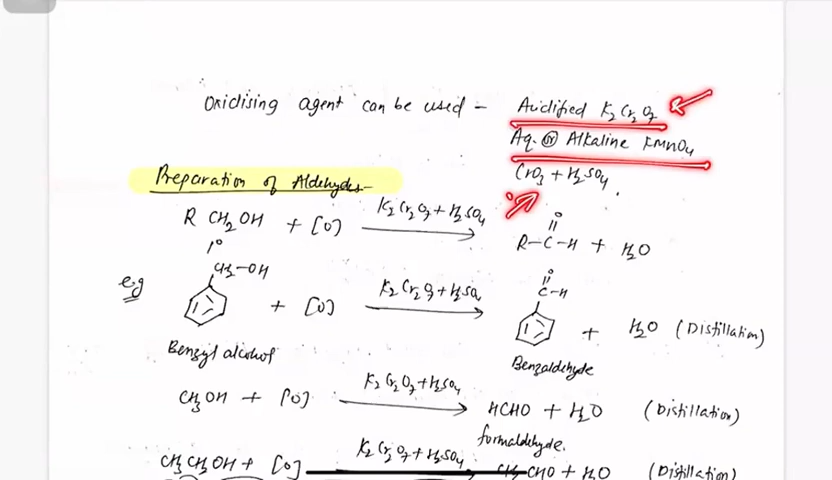 Oxidising agent can be used – Acidified K₂Cr₂O₇
Aq. or Alkaline KMnO₄
CrO₃ + H₂SO₄.
Preparation of Aldehydes–
R CH₂OH + [O] K₂Cr₂O₇ + H₂SO₄ R–C–H + H₂O
1° O
e.g CH₂–OH + [O] K₂Cr₂O₇ + H₂SO₄ O C–H + H₂O (Distillation)
Benzyl alcohol Benzaldehyde
CH₃OH + [O] K₂Cr₂O₇ + H₂SO₄ HCHO + H₂O (Distillation)
formaldehyde.
CH₃CH₂OH + [O] K₂Cr₂O₇ + H₂SO₄ CH₃CHO + H₂O (Distillation)